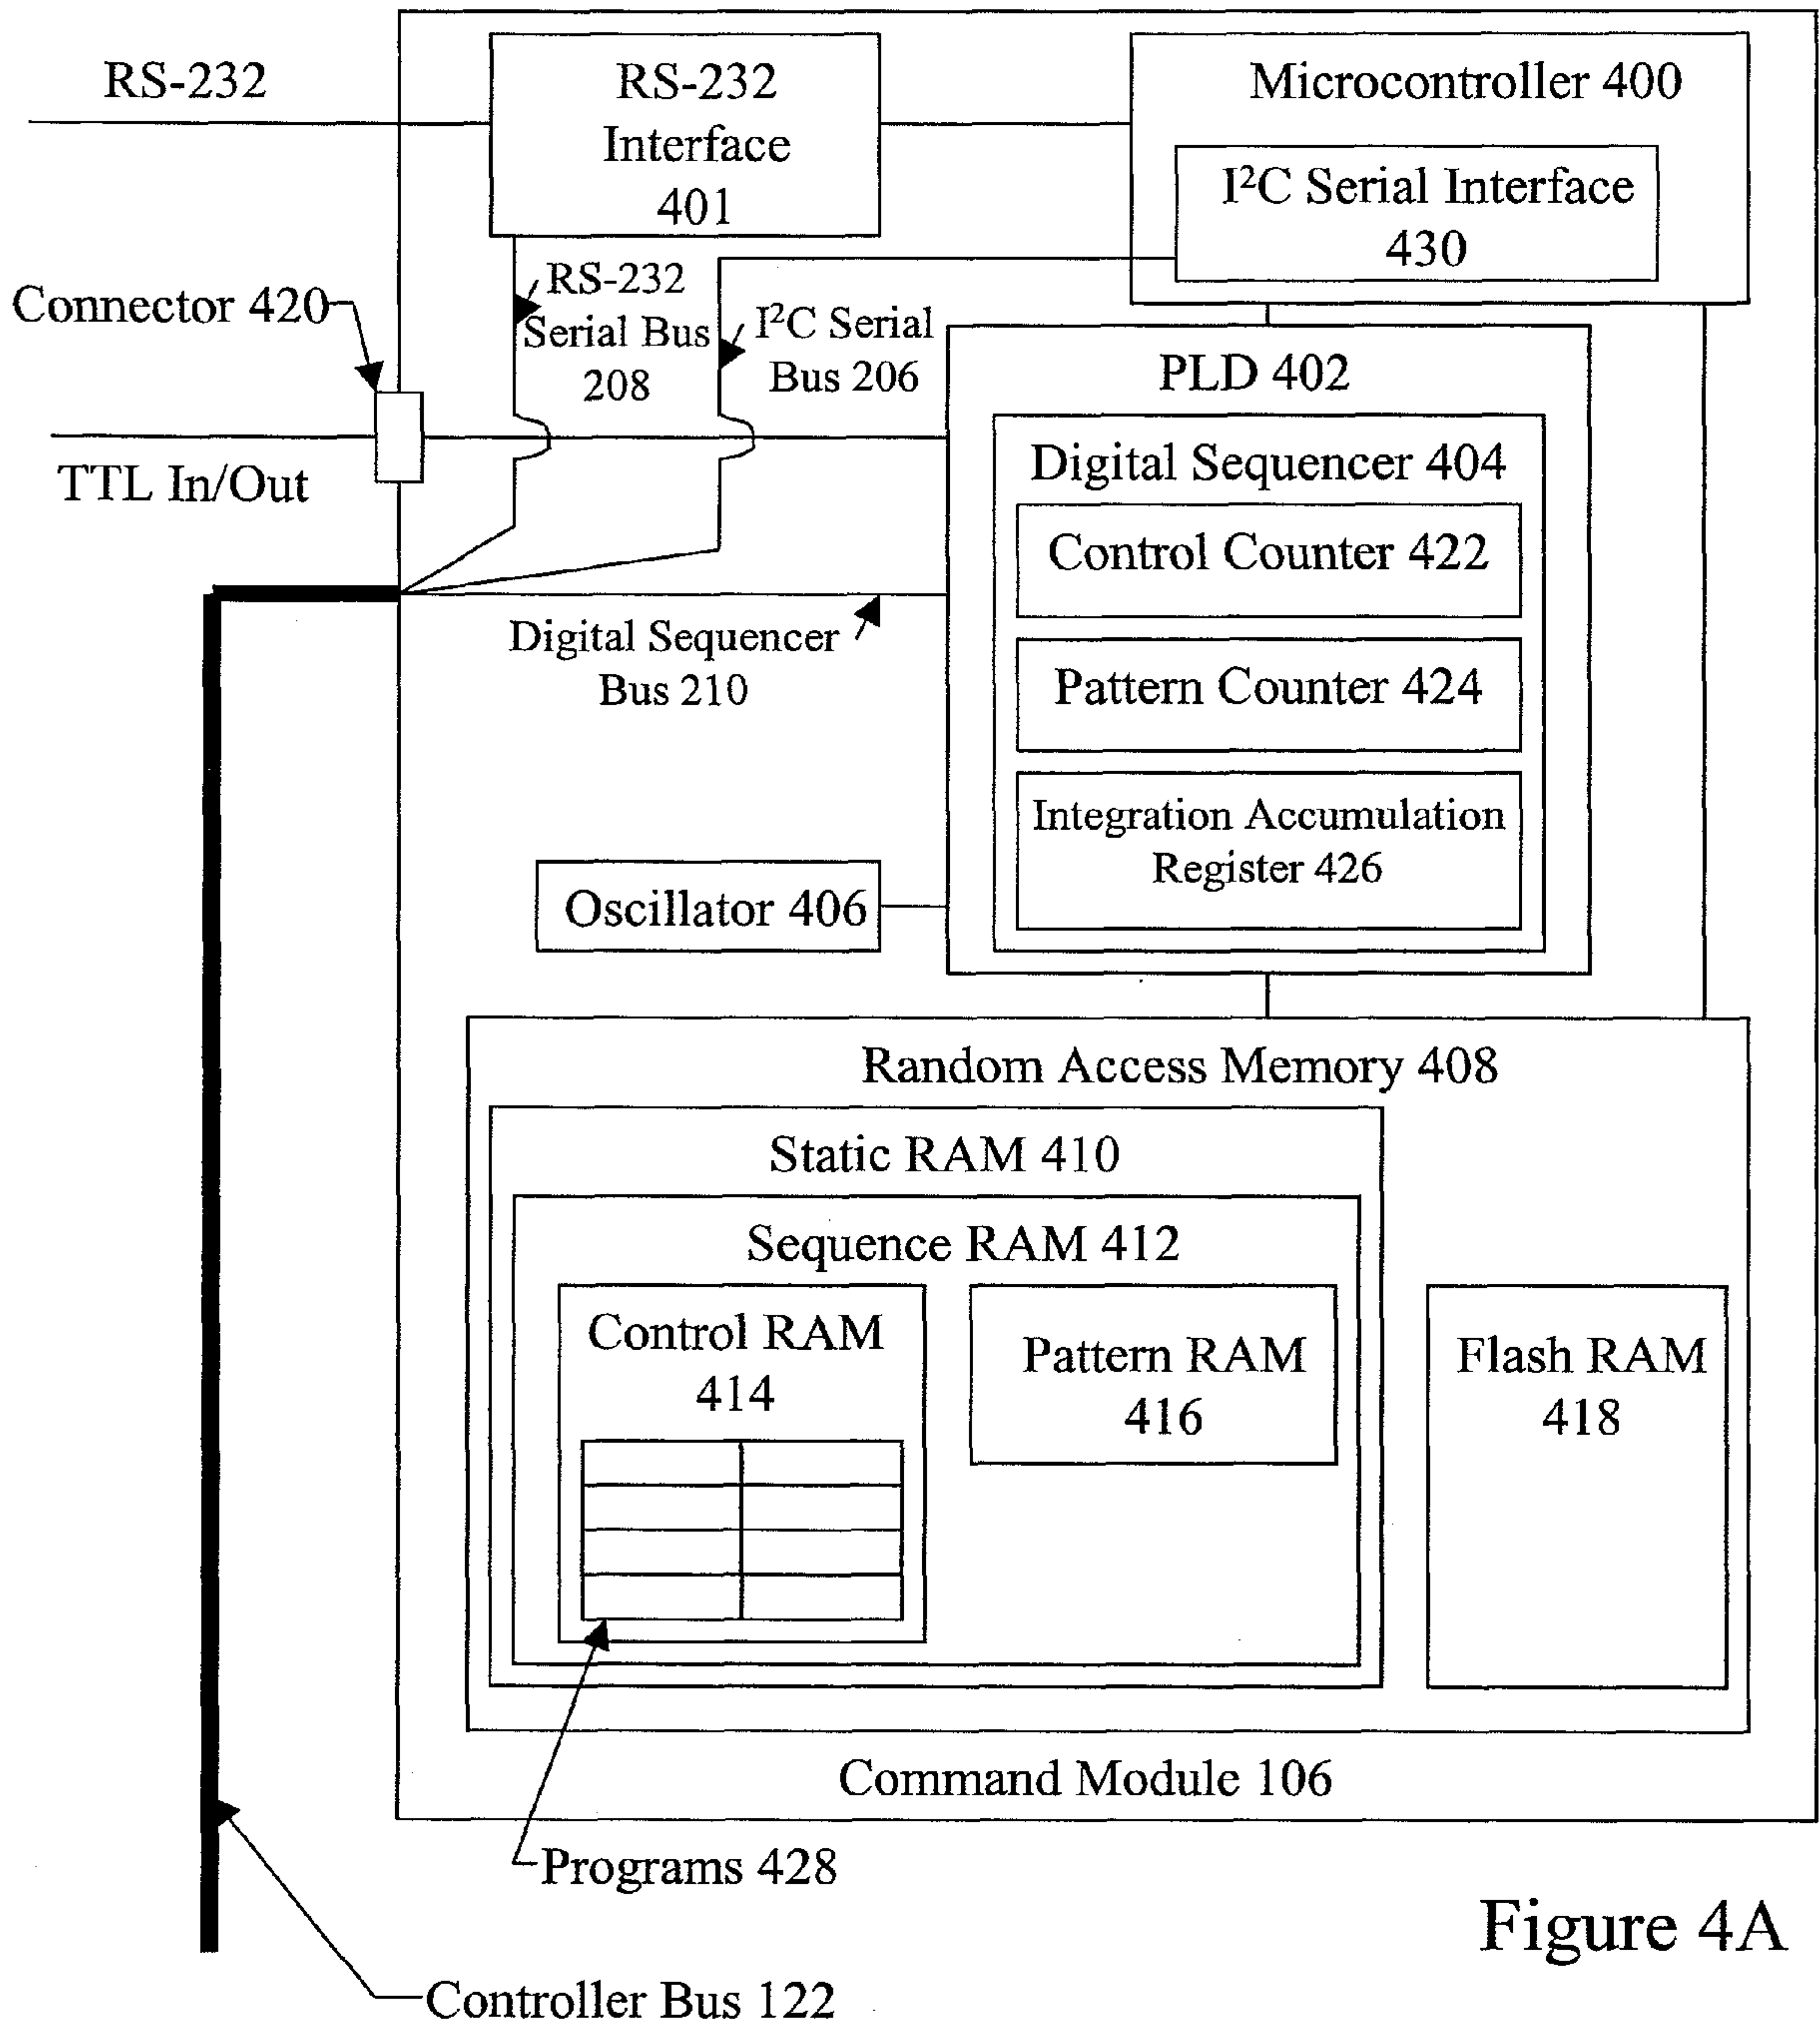 RS-232
RS-232
Interface
401
Microcontroller 400
I²C Serial Interface
430
Connector 420
RS-232
Serial Bus
208
I²C Serial
Bus 206
TTL In/Out
PLD 402
Digital Sequencer 404
Control Counter 422
Pattern Counter 424
Integration Accumulation
Register 426
Digital Sequencer
Bus 210
Oscillator 406
Random Access Memory 408
Static RAM 410
Sequence RAM 412
Control RAM
414
Pattern RAM
416
Flash RAM
418
Command Module 106
Programs 428
Controller Bus 122
Figure 4A